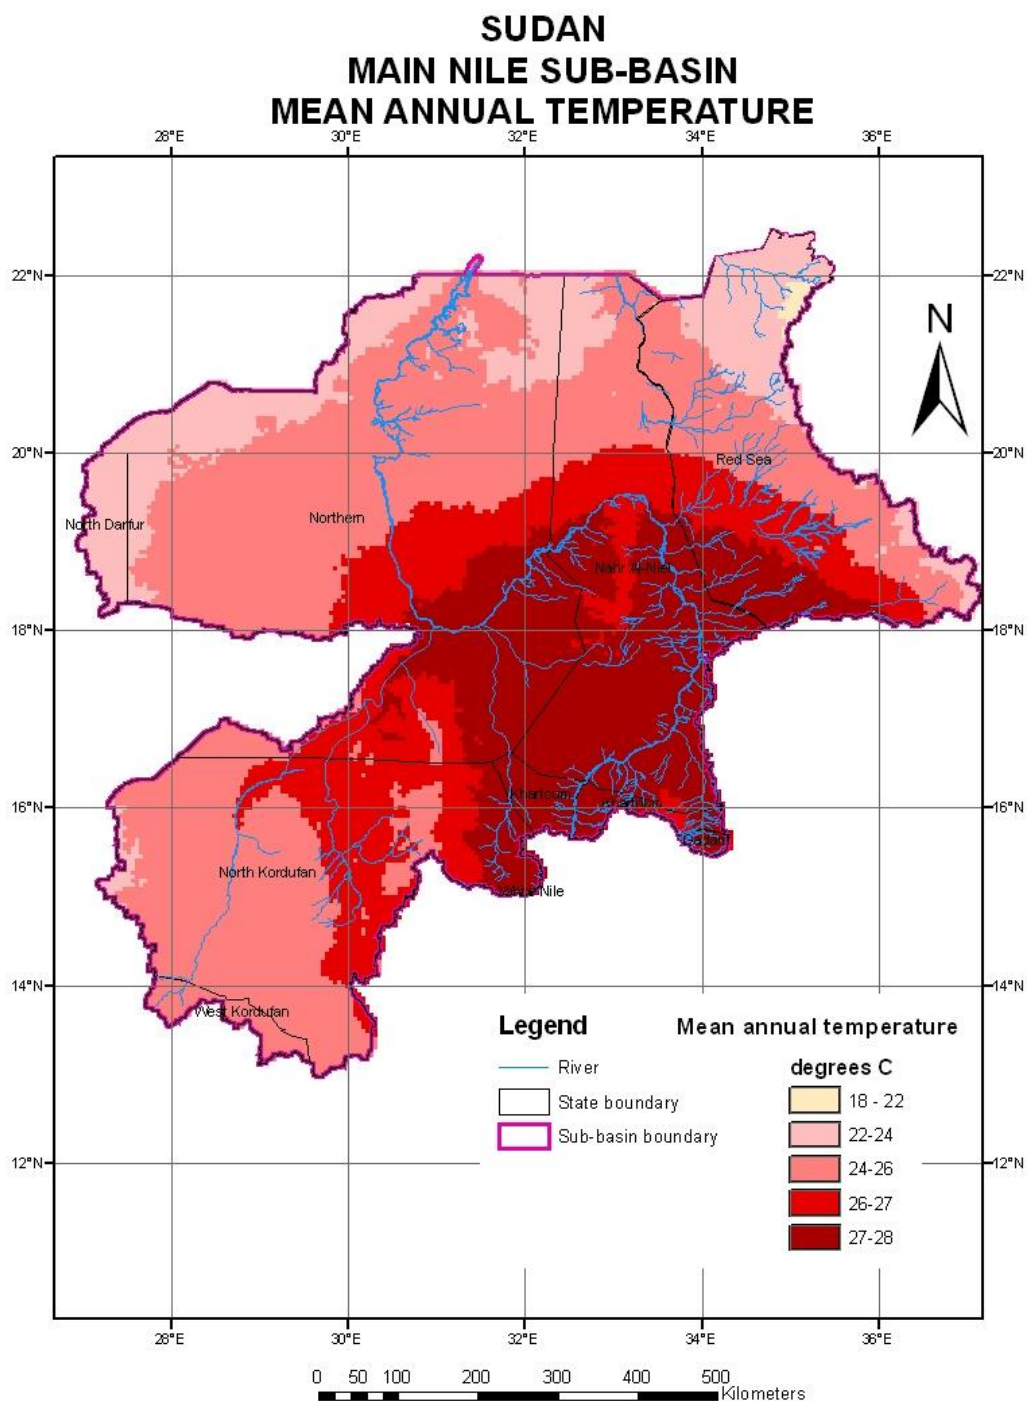 SUDAN
MAIN NILE SUB-BASIN
MEAN ANNUAL TEMPERATURE
28°E 30°E 32°E 34°E 36°E
22°N 22°N
N
20°N 20°N
Red Sea
North Darfur
Northern
Nahr Al-Niel
18°N 18°N
Khartoum
16°N 16°N
North Kordufan
Nile
14°N 14°N
West Kordufan
Legend
River
State boundary
Sub-basin boundary
Mean annual temperature
degrees C
18 - 22
22-24
24-26
26-27
27-28
12°N 12°N
28°E 30°E 32°E 34°E 36°E
0 50 100 200 300 400 500
Kilometers